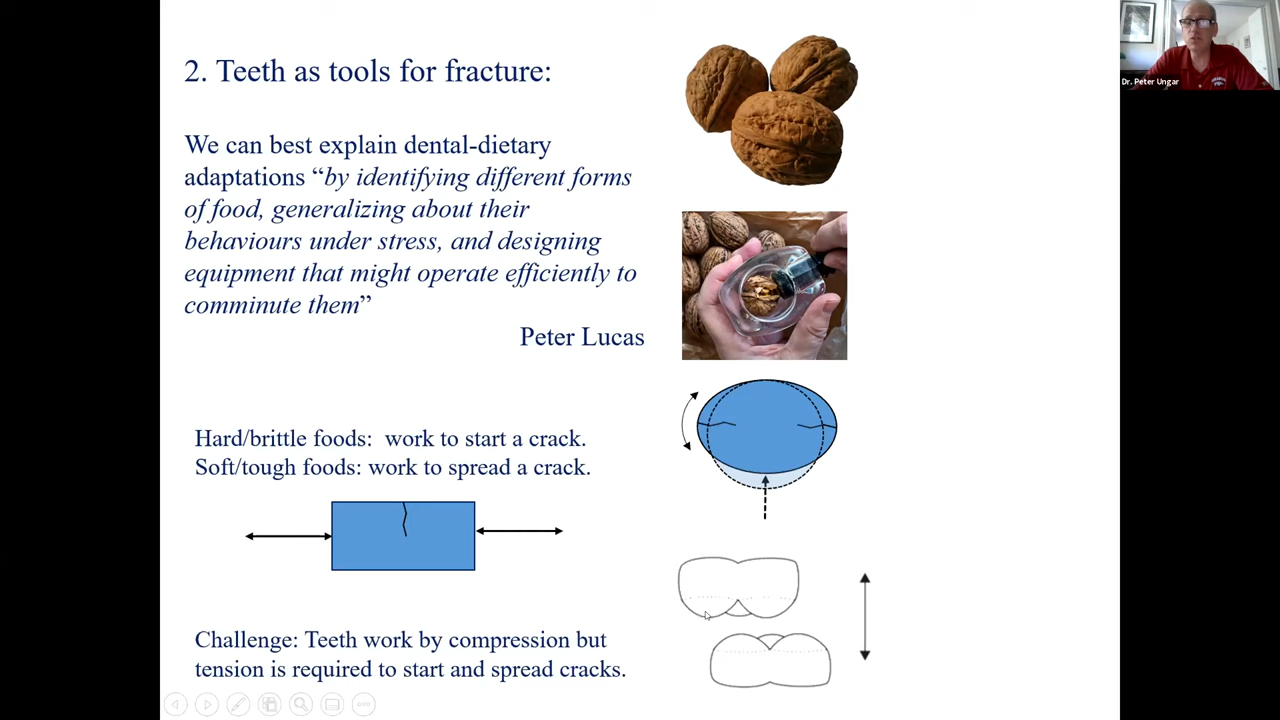 2. Teeth as tools for fracture:
We can best explain dental-dietary
adaptations “by identifying different forms
of food, generalizing about their
behaviours under stress, and designing
equipment that might operate efficiently to
comminute them”
Peter Lucas
Hard/brittle foods:  work to start a crack.
Soft/tough foods: work to spread a crack.
Challenge: Teeth work by compression but
tension is required to start and spread cracks.
Dr. Peter Ungar